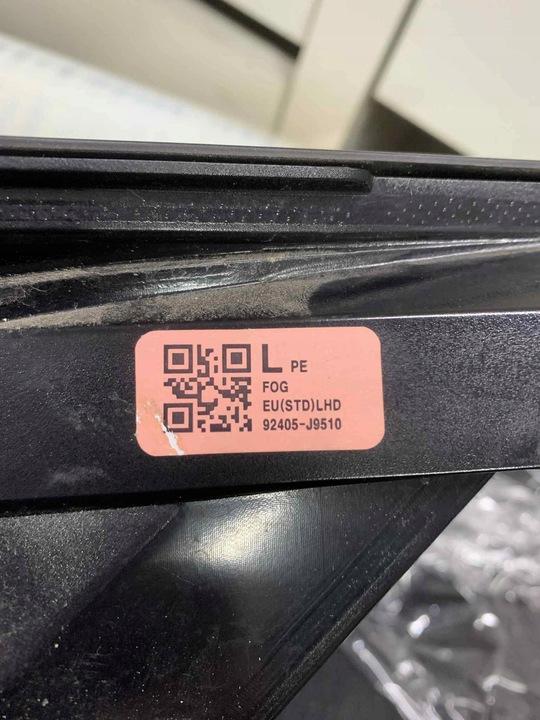 L PE
FOG
EU(STD)LHD
92405-J9510